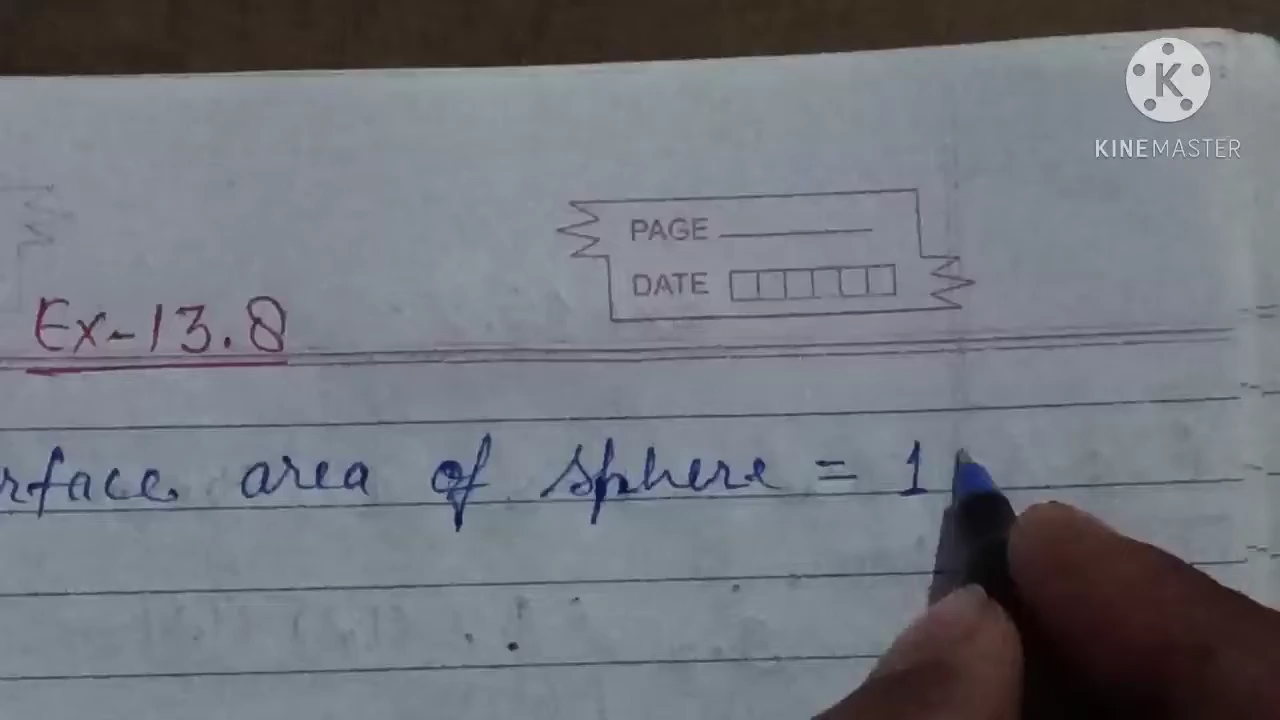 KINEMASTER
PAGE
DATE
Ex-13.8
rface area of sphere = 1